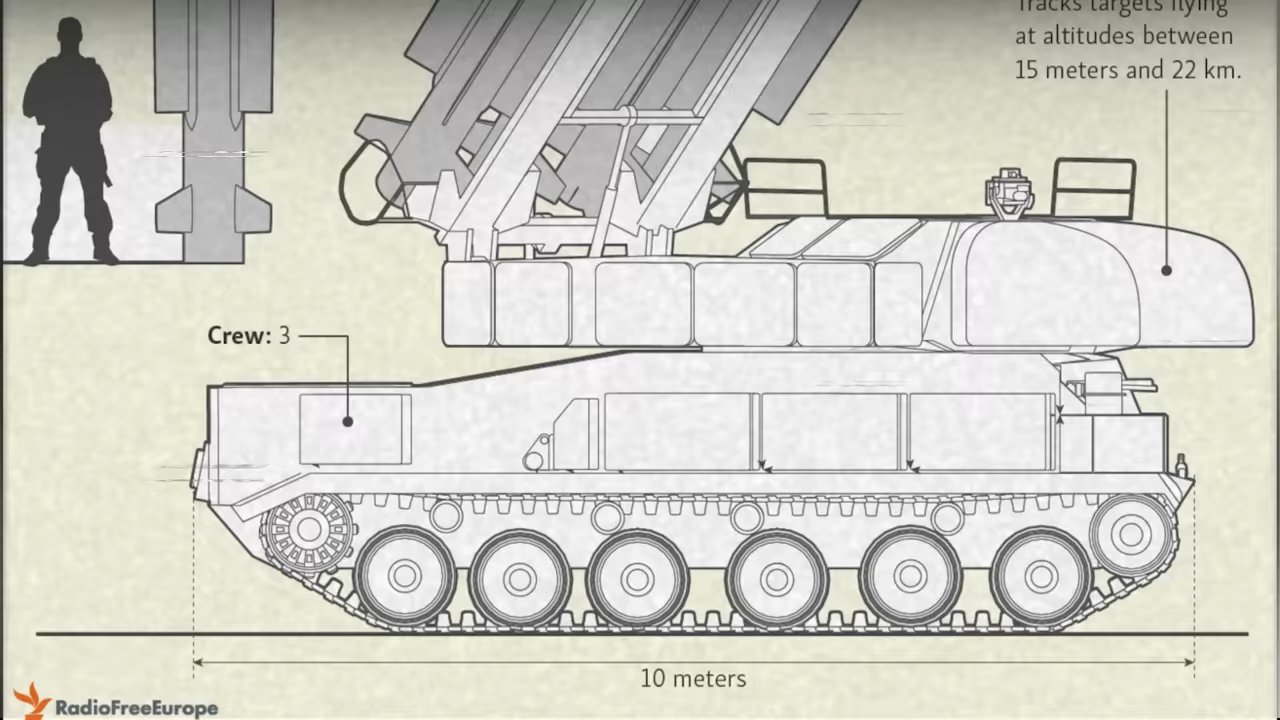 Tracks targets flying
at altitudes between
15 meters and 22 km.
Crew: 3
10 meters
RadioFreeEurope